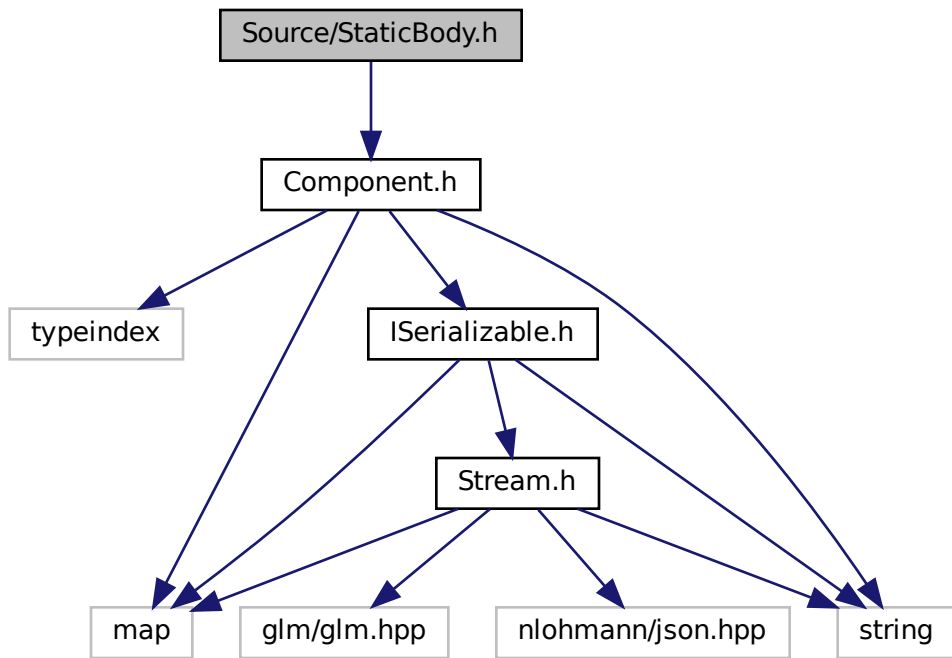 Source/StaticBody.h
Component.h
typeindex
ISerializable.h
Stream.h
map
glm/glm.hpp
nlohmann/json.hpp
string